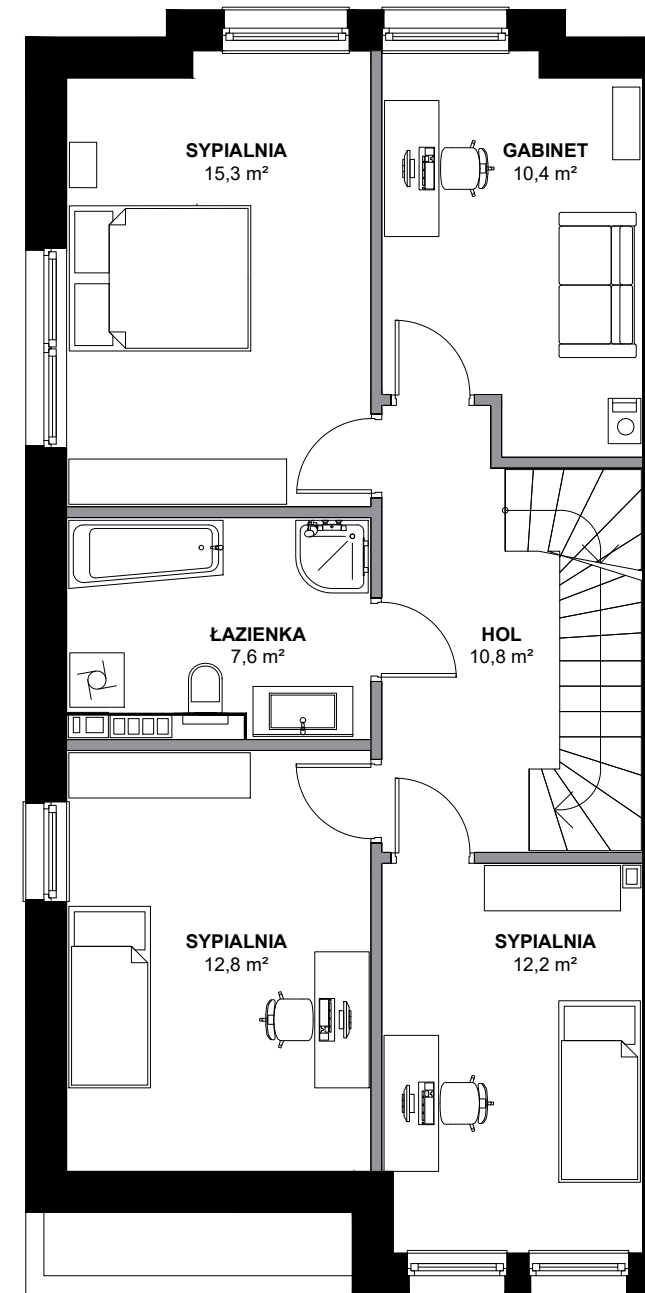 SYPIALNIA
15,3 m²
GABINET
10,4 m²
ŁAZIENKA
7,6 m²
HOL
10,8 m²
SYPIALNIA
12,8 m²
SYPIALNIA
12,2 m²